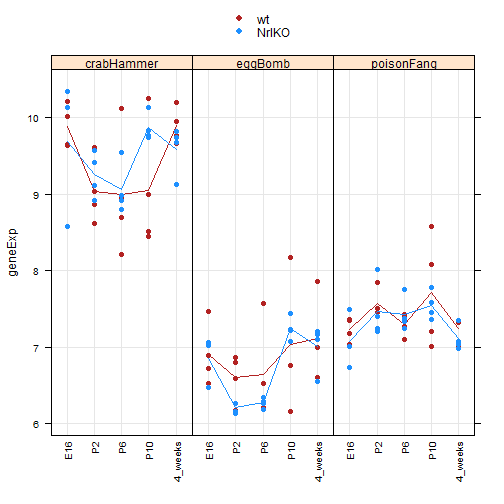 wt
NrlKO
crabHammer eggBomb poisonFang
geneExp
10
9
8
7
6
E16 P2 P6 P10 4_weeks E16 P2 P6 P10 4_weeks E16 P2 P6 P10 4_weeks